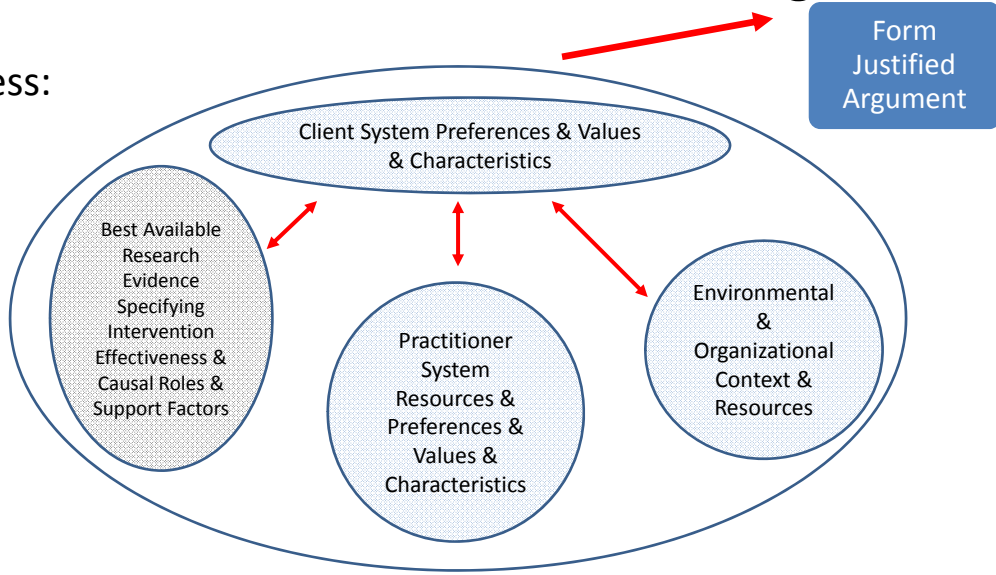 Form
Justified
Argument
ess:
Client System Preferences & Values
& Characteristics
Best Available
Research
Evidence
Specifying
Intervention
Effectiveness &
Causal Roles &
Support Factors
Practitioner
System
Resources &
Preferences &
Values &
Characteristics
Environmental
&
Organizational
Context &
Resources